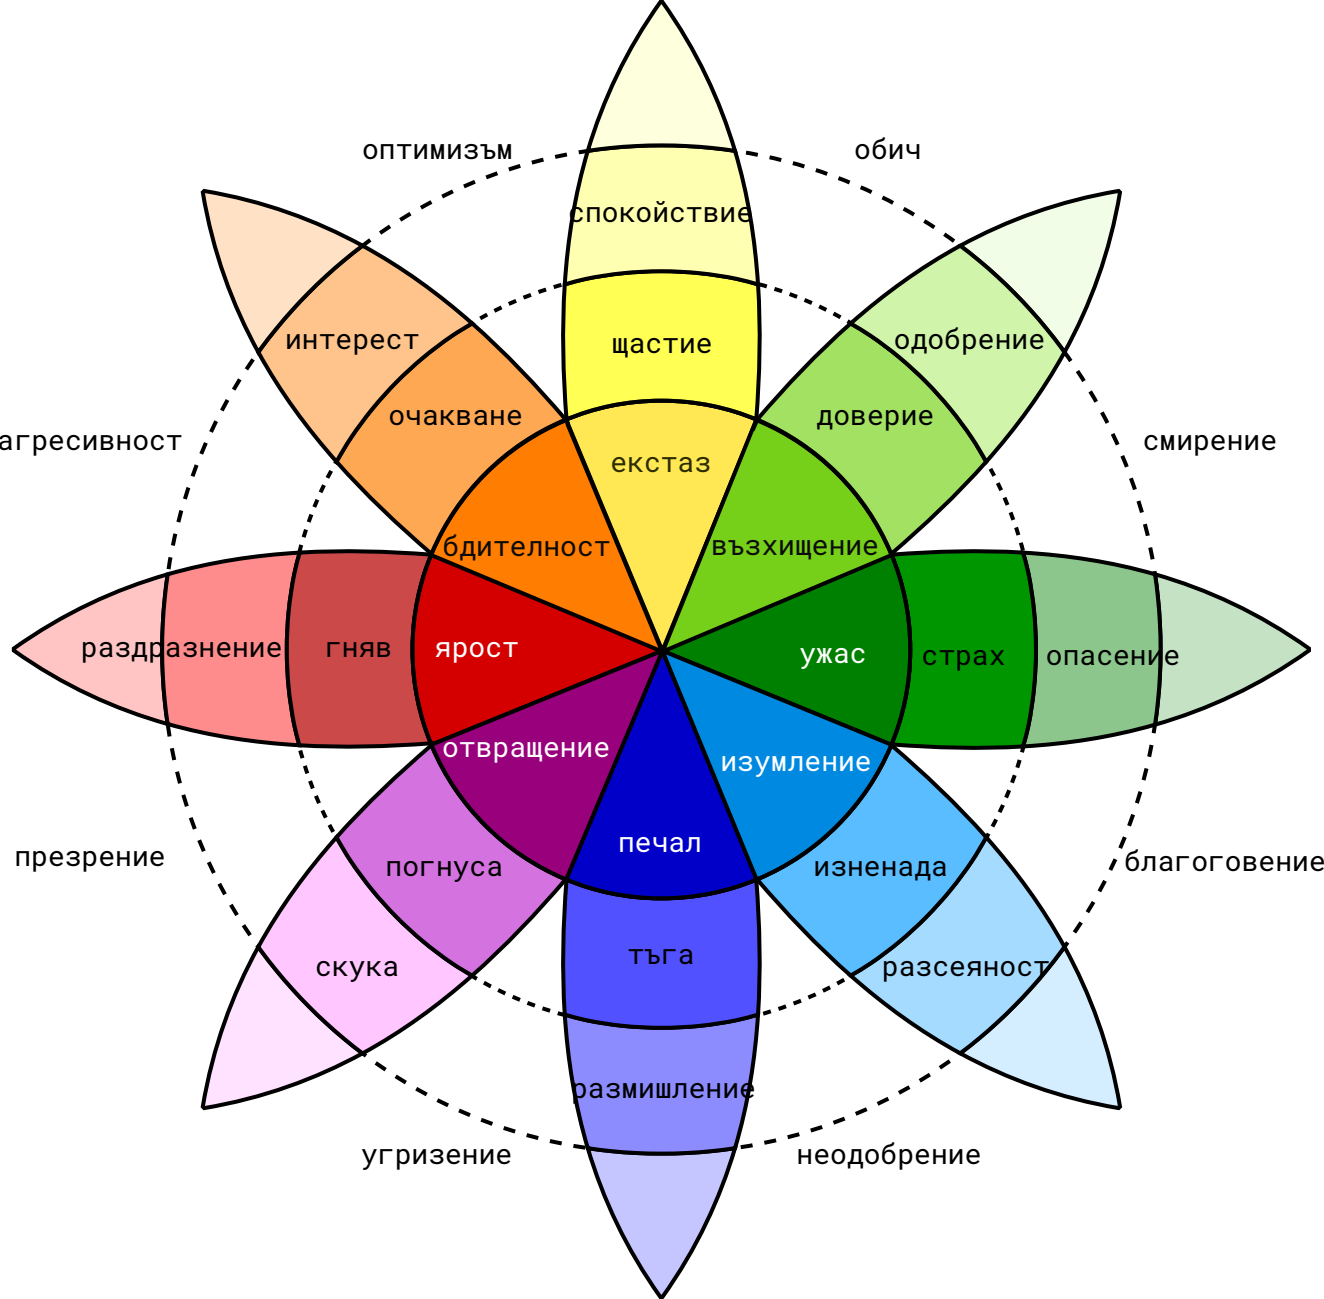 оптимизъм
обич
спокойствие
интерест
одобрение
щастие
очакване
доверие
агресивност
смирение
екстаз
бдителност
възхищение
раздразнение
гняв
ярост
ужас
страх
опасение
отвращение
изумление
печал
презрение
благоговение
погнуса
изненада
тъга
скука
разсеяност
размишление
угризение
неодобрение